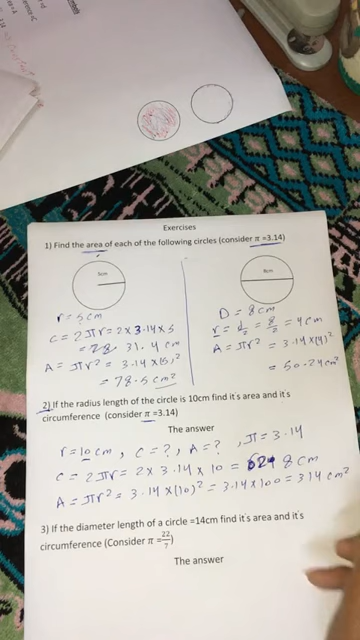 Exercises
1) Find the area of each of the following circles (consider π =3.14)
5cm
r = 5 cm
C = 2πr = 2 x 3.14 x 5
= 31.4 cm
A = πr² = 3.14 x (5)²
= 78.5 cm²
8cm
D = 8 cm
r = d/2 = 8/2 = 4 cm
A = πr² = 3.14 x (4)²
= 50.24 cm²
2) If the radius length of the circle is 10cm find it's area and it's
circumference (consider π =3.14)
The answer
r = 10 cm , C = ? , A = ? , π = 3.14
C = 2πr = 2 x 3.14 x 10 = 62.8 cm
A = πr² = 3.14 x (10)² = 3.14 x 100 = 314 cm²
3) If the diameter length of a circle =14cm find it's area and it's
circumference (Consider π =22/7)
The answer